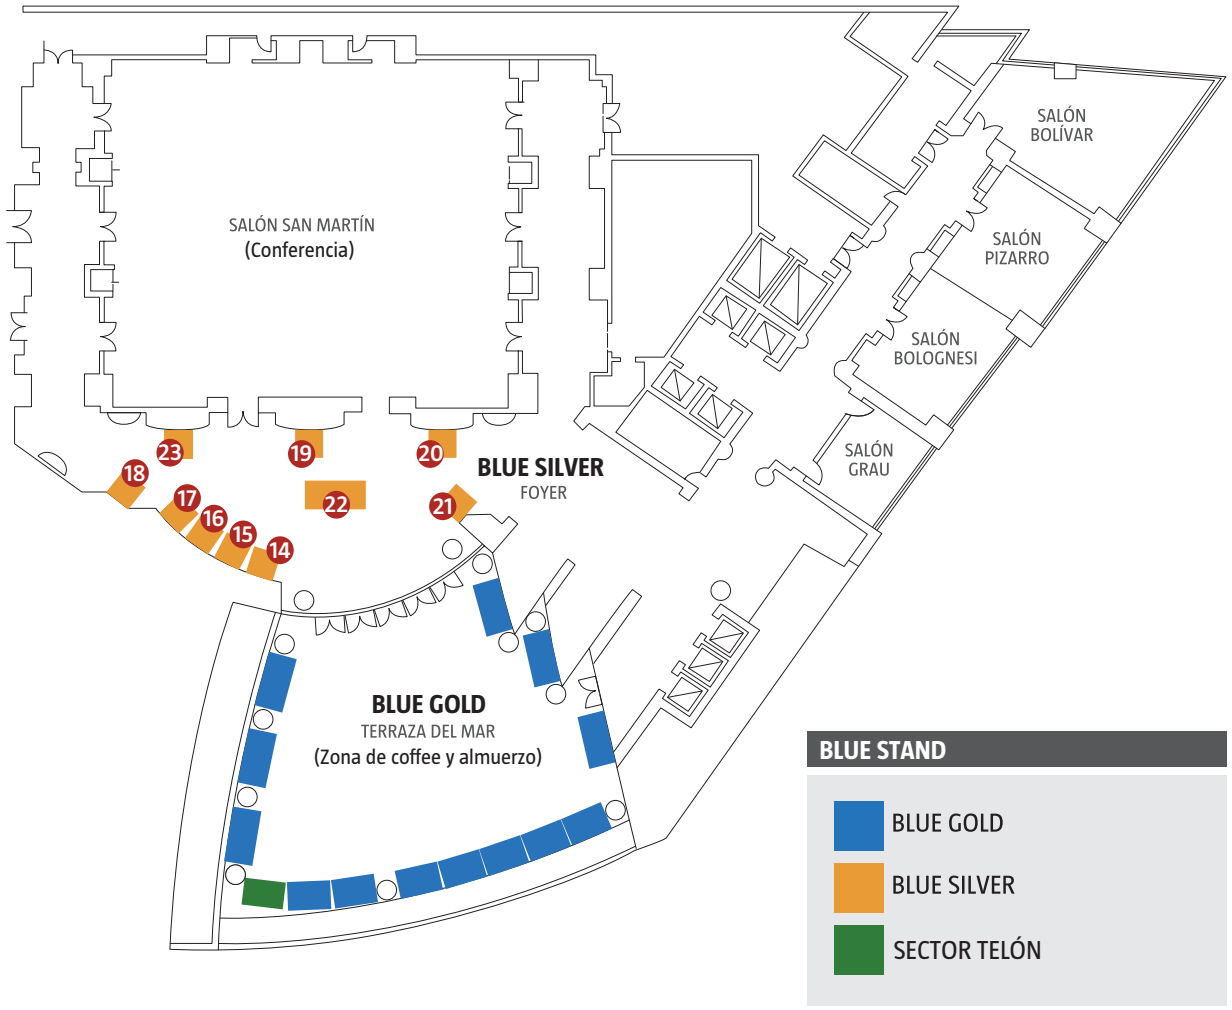 SALÓN
BOLÍVAR
SALÓN SAN MARTÍN
(Conferencia)
SALÓN
PIZARRO
SALÓN
BOLOGNESI
SALÓN
GRAU
23
19
20
BLUE SILVER
FOYER
18
17
16
15
14
22
21
BLUE GOLD
TERRAZA DEL MAR
(Zona de coffee y almuerzo)
BLUE STAND
BLUE GOLD
BLUE SILVER
SECTOR TELÓN